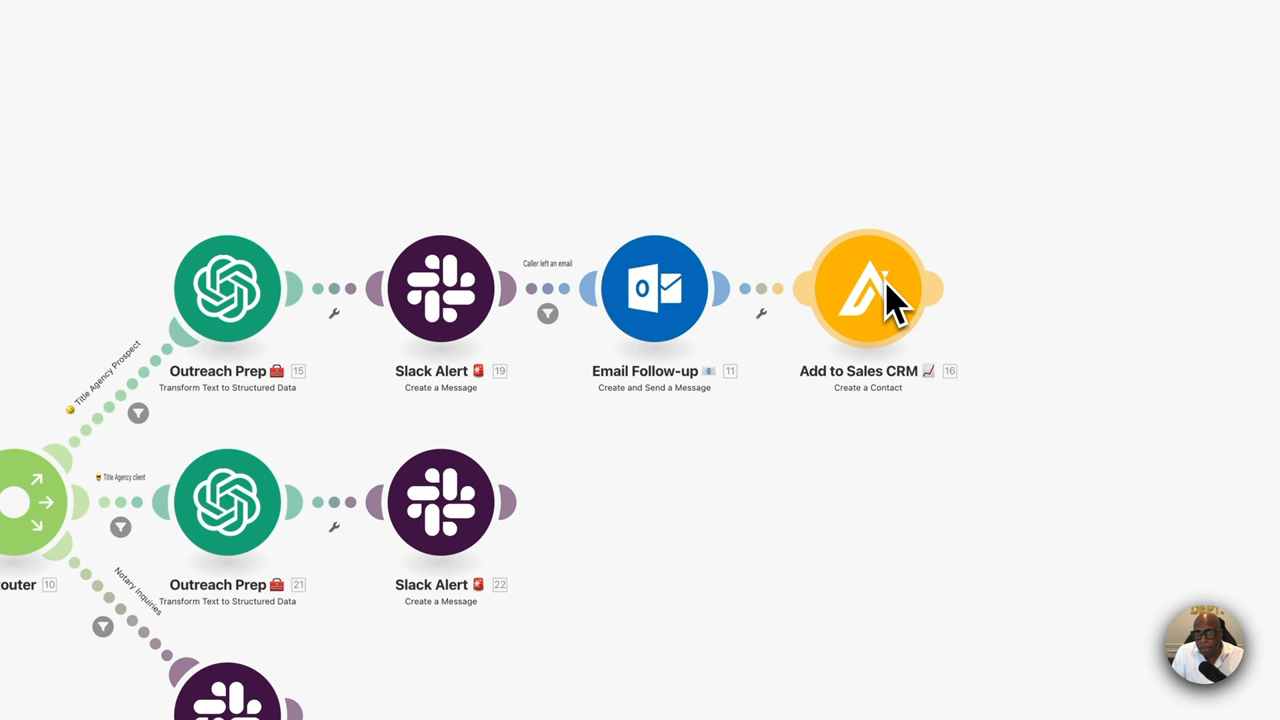 Caller left an email
Outreach Prep 🧰 15
Transform Text to Structured Data
Slack Alert 🚨 19
Create a Message
Email Follow-up 📧 11
Create and Send a Message
Add to Sales CRM 📈 16
Create a Contact
Title Agency Prospect
Title Agency client
outer 10
Outreach Prep 🧰 21
Transform Text to Structured Data
Slack Alert 🚨 22
Create a Message
Notary Inquiries